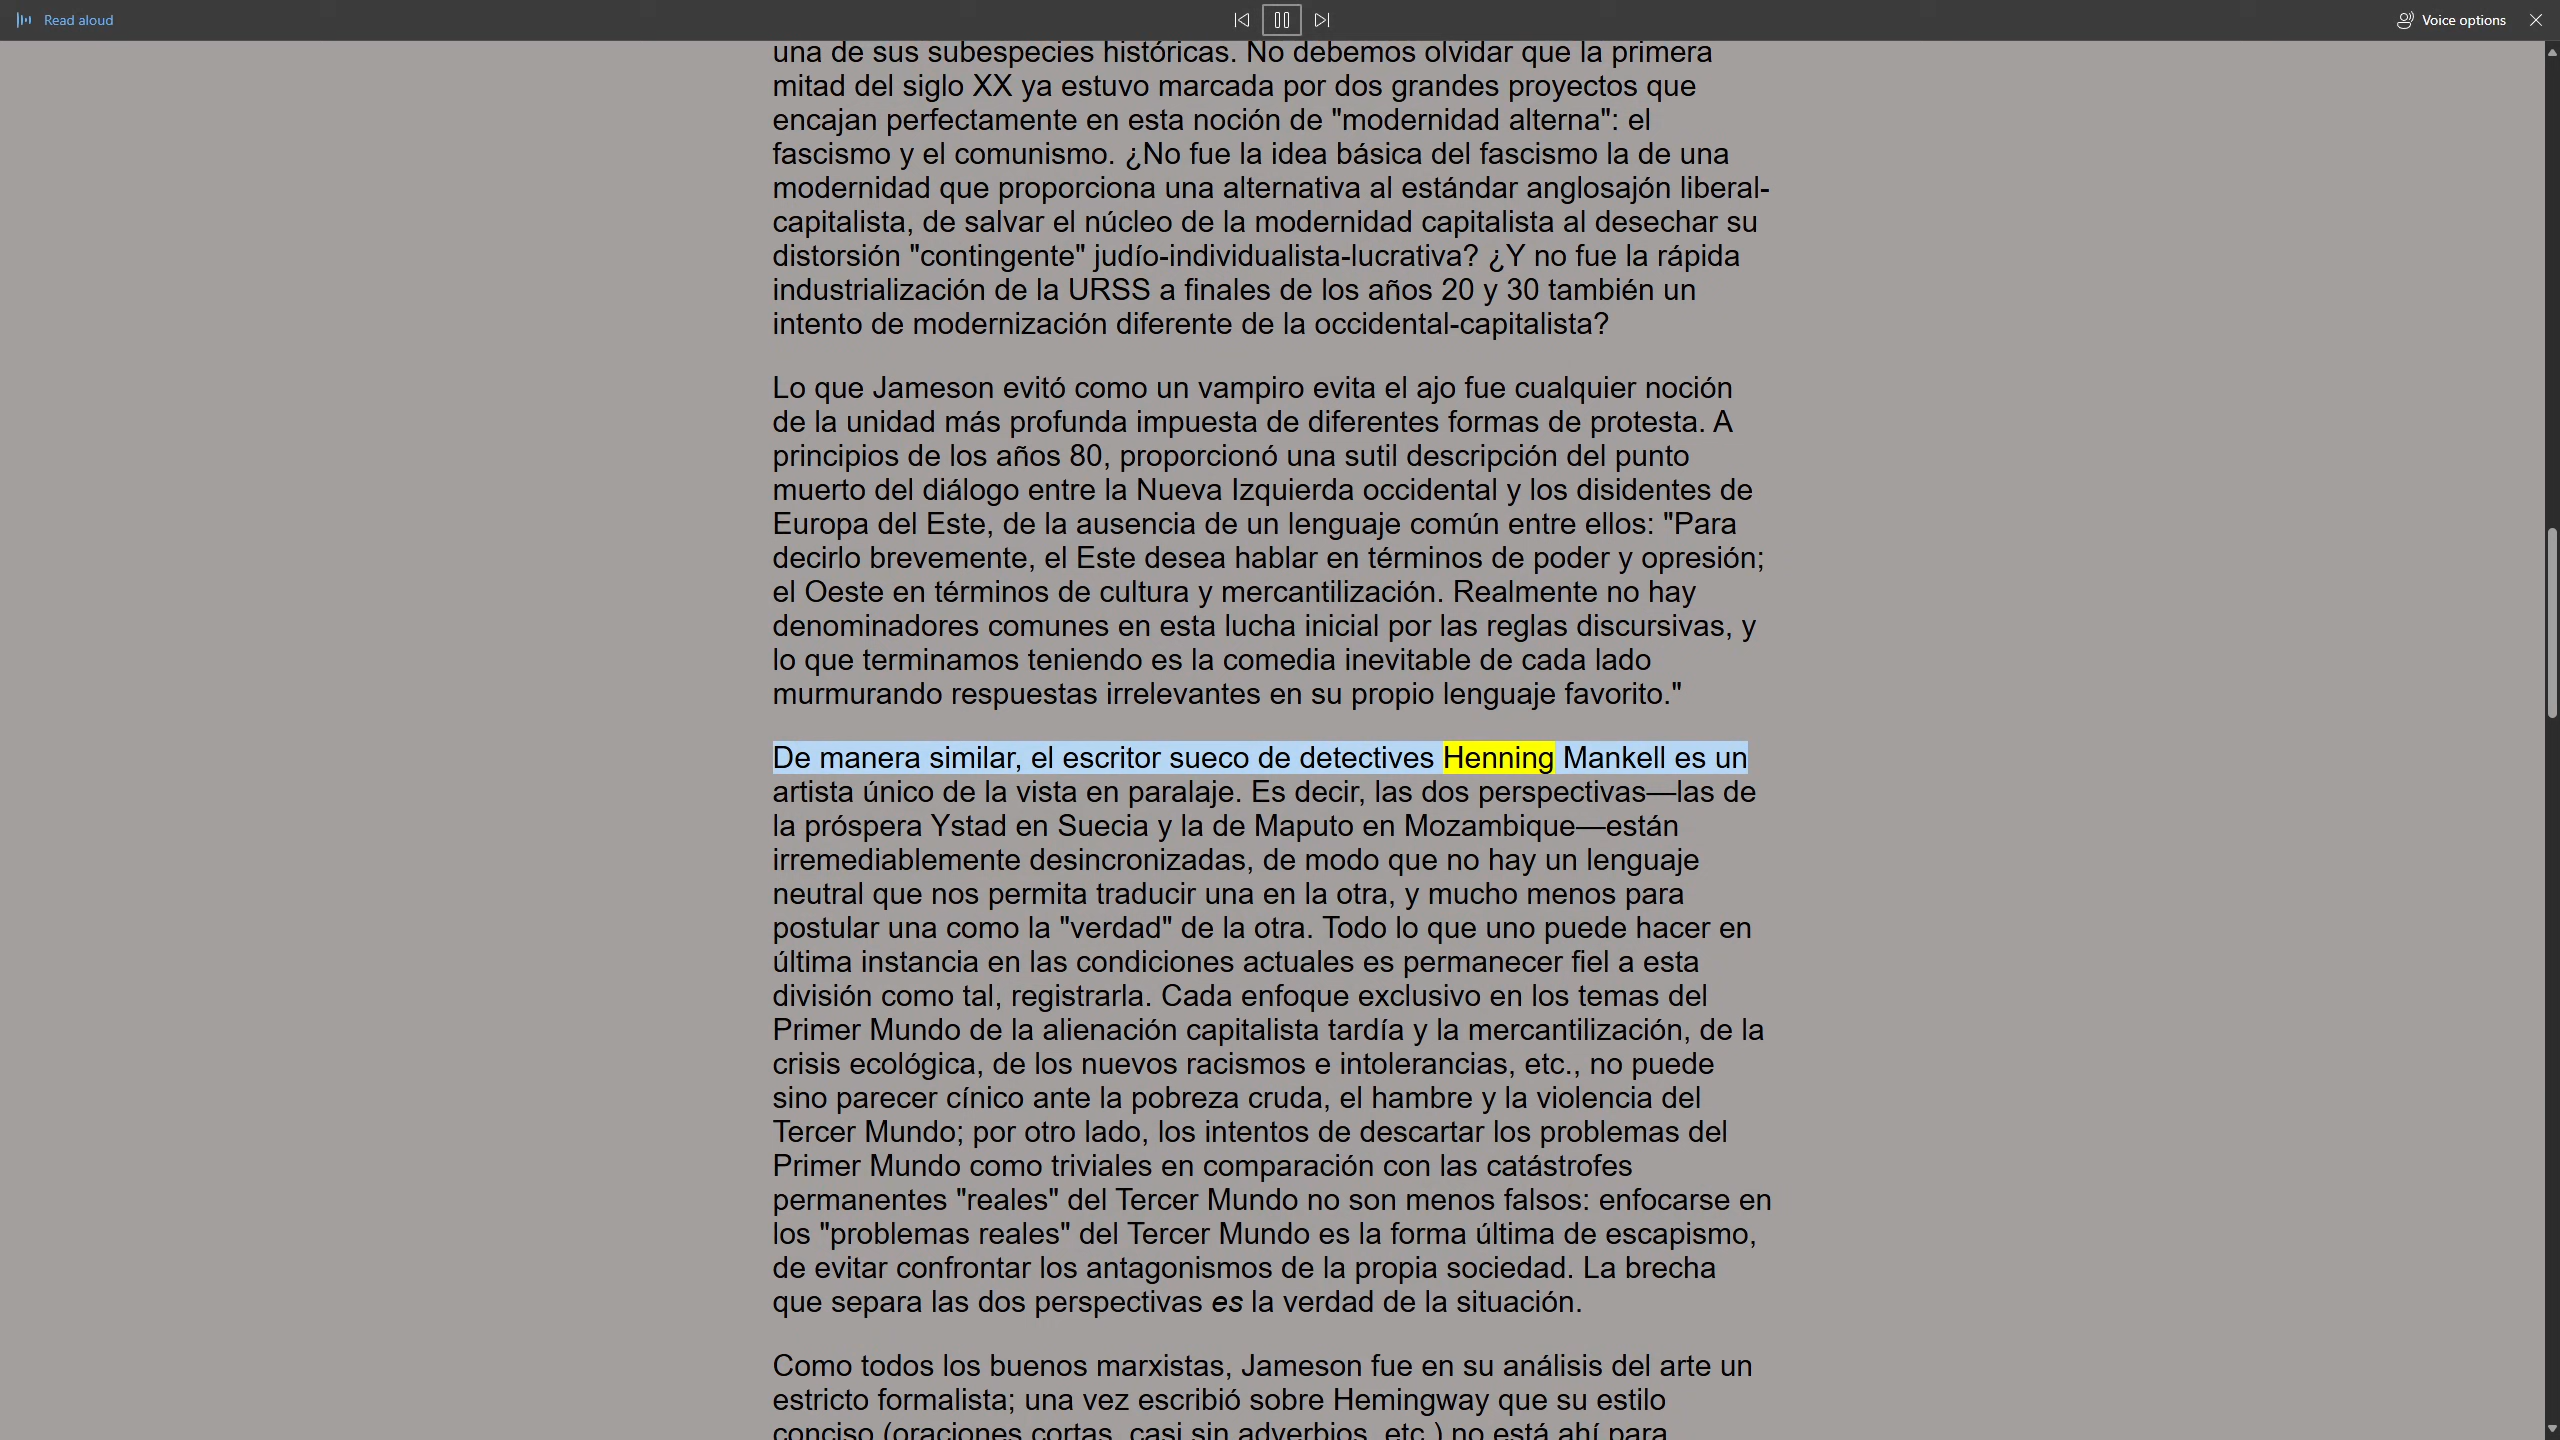 Read aloud
Voice options
una de sus subespecies históricas. No debemos olvidar que la primera
mitad del siglo XX ya estuvo marcada por dos grandes proyectos que
encajan perfectamente en esta noción de "modernidad alterna": el
fascismo y el comunismo. ¿No fue la idea básica del fascismo la de una
modernidad que proporciona una alternativa al estándar anglosajón liberal-
capitalista, de salvar el núcleo de la modernidad capitalista al desechar su
distorsión "contingente" judío-individualista-lucrativa? ¿Y no fue la rápida
industrialización de la URSS a finales de los años 20 y 30 también un
intento de modernización diferente de la occidental-capitalista?
Lo que Jameson evitó como un vampiro evita el ajo fue cualquier noción
de la unidad más profunda impuesta de diferentes formas de protesta. A
principios de los años 80, proporcionó una sutil descripción del punto
muerto del diálogo entre la Nueva Izquierda occidental y los disidentes de
Europa del Este, de la ausencia de un lenguaje común entre ellos: "Para
decirlo brevemente, el Este desea hablar en términos de poder y opresión;
el Oeste en términos de cultura y mercantilización. Realmente no hay
denominadores comunes en esta lucha inicial por las reglas discursivas, y
lo que terminamos teniendo es la comedia inevitable de cada lado
murmurando respuestas irrelevantes en su propio lenguaje favorito."
De manera similar, el escritor sueco de detectives Henning Mankell es un
artista único de la vista en paralaje. Es decir, las dos perspectivas—las de
la próspera Ystad en Suecia y la de Maputo en Mozambique—están
irremediablemente desincronizadas, de modo que no hay un lenguaje
neutral que nos permita traducir una en la otra, y mucho menos para
postular una como la "verdad" de la otra. Todo lo que uno puede hacer en
última instancia en las condiciones actuales es permanecer fiel a esta
división como tal, registrarla. Cada enfoque exclusivo en los temas del
Primer Mundo de la alienación capitalista tardía y la mercantilización, de la
crisis ecológica, de los nuevos racismos e intolerancias, etc., no puede
sino parecer cínico ante la pobreza cruda, el hambre y la violencia del
Tercer Mundo; por otro lado, los intentos de descartar los problemas del
Primer Mundo como triviales en comparación con las catástrofes
permanentes "reales" del Tercer Mundo no son menos falsos: enfocarse en
los "problemas reales" del Tercer Mundo es la forma última de escapismo,
de evitar confrontar los antagonismos de la propia sociedad. La brecha
que separa las dos perspectivas es la verdad de la situación.
Como todos los buenos marxistas, Jameson fue en su análisis del arte un
estricto formalista; una vez escribió sobre Hemingway que su estilo
conciso (oraciones cortas, casi sin adverbios, etc.) no está ahí para